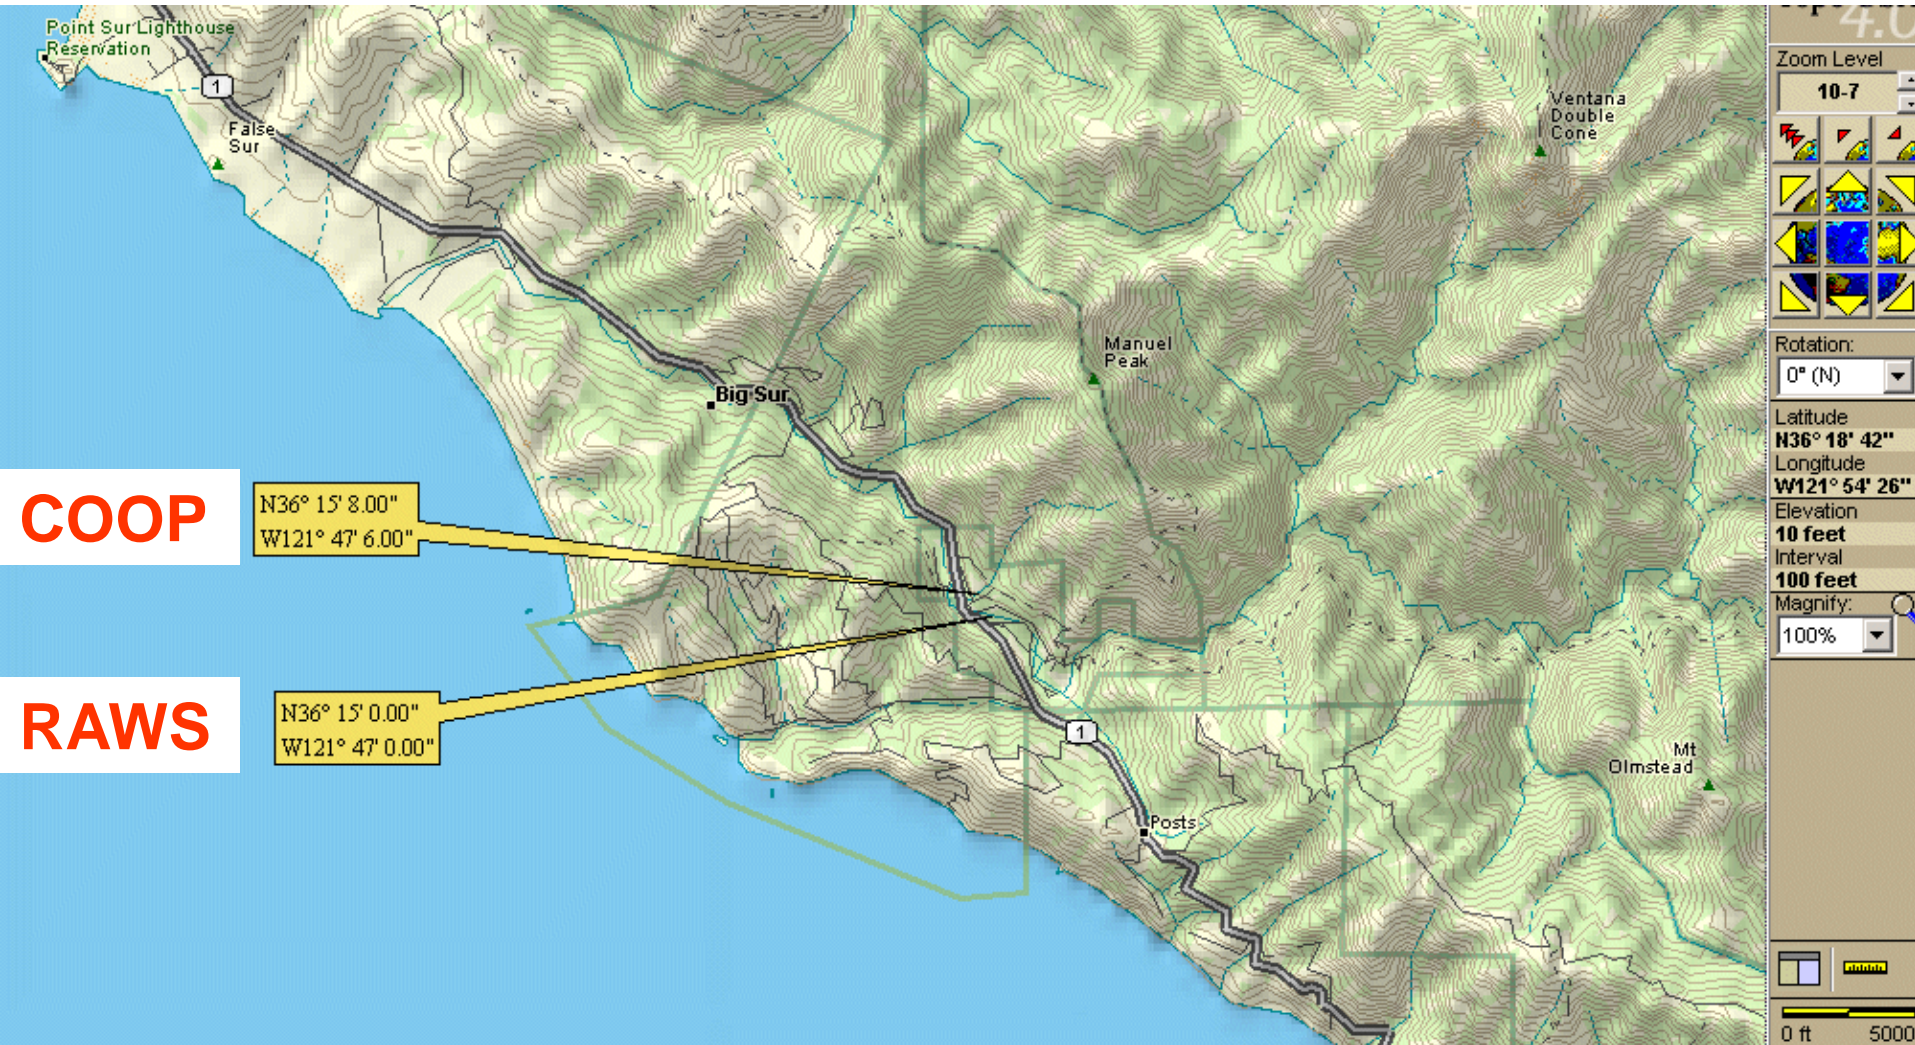 Point Sur Lighthouse
Reservation
1
False
Sur
Ventana
Double
Cone
Manuel
Peak
Big Sur
COOP
N36° 15' 8.00"
W121° 47' 6.00"
RAWS
N36° 15' 0.00"
W121° 47' 0.00"
1
Mt
Olmstead
Posts
4.0
Zoom Level
10-7
Rotation:
0° (N)
Latitude
N36° 18' 42"
Longitude
W121° 54' 26"
Elevation
10 feet
Interval
100 feet
Magnify:
100%
0 ft 5000